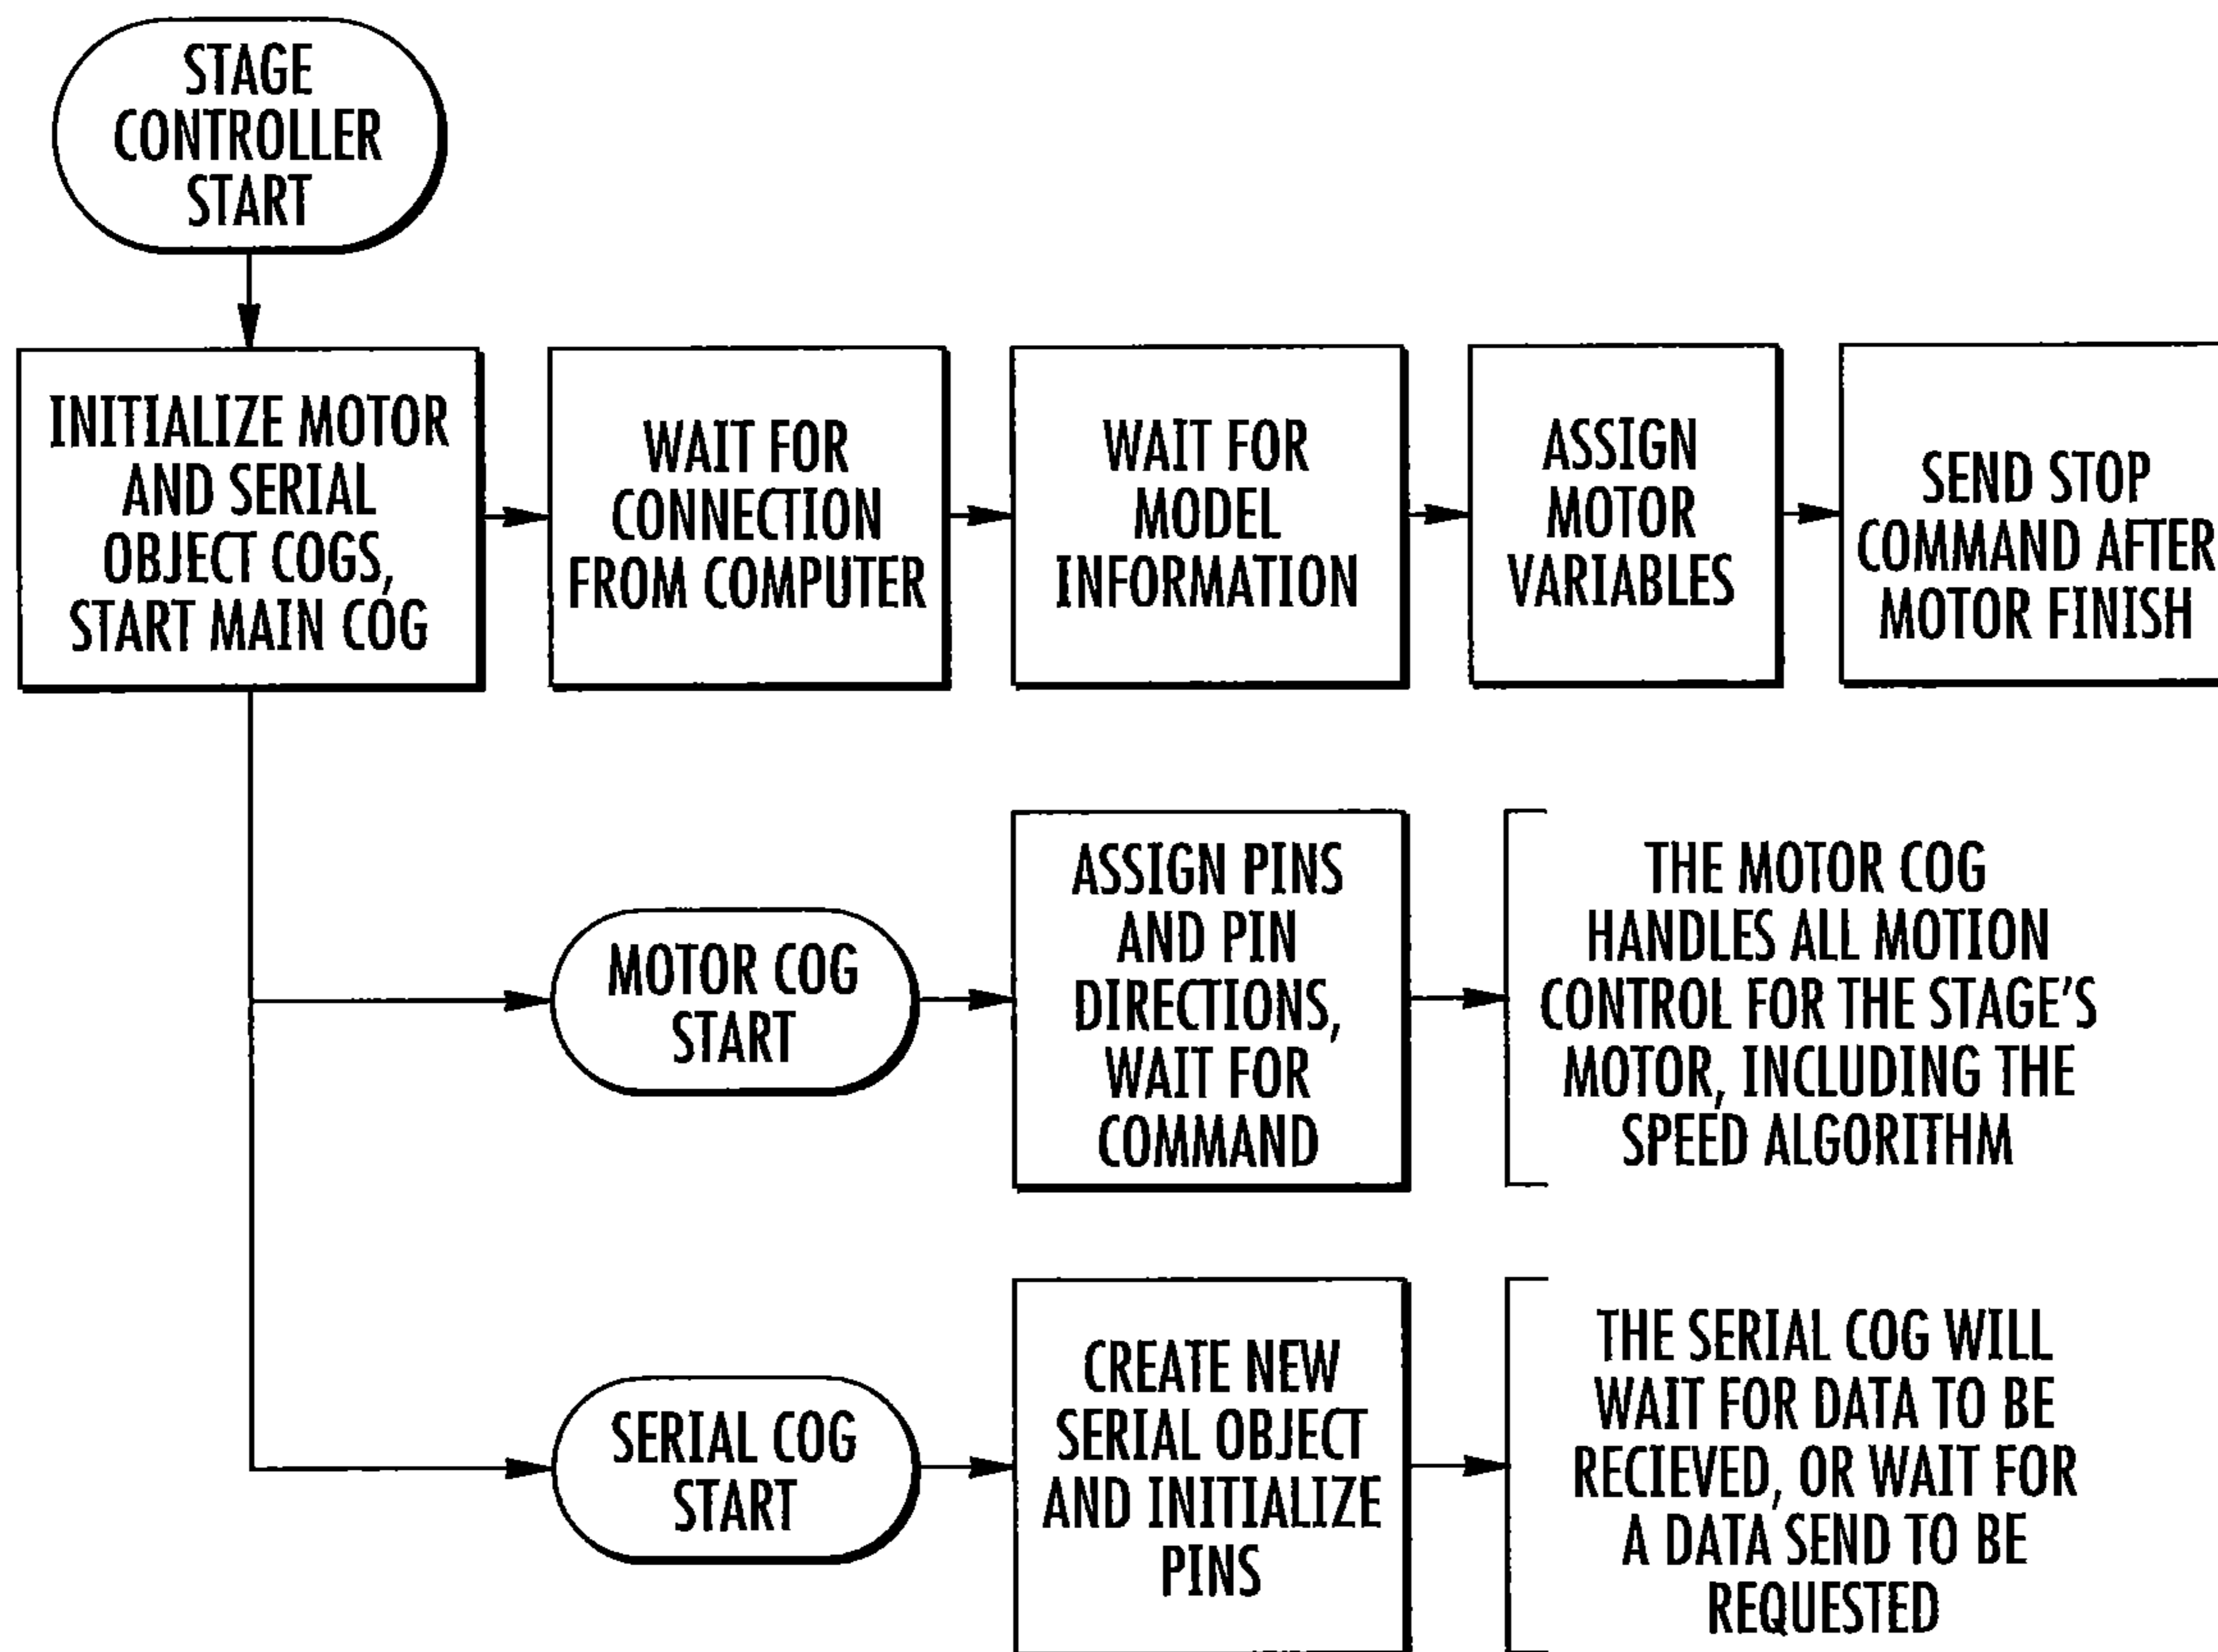 STAGE
CONTROLLER
START
INITIALIZE MOTOR
AND SERIAL
OBJECT COGS,
START MAIN COG
WAIT FOR
CONNECTION
FROM COMPUTER
WAIT FOR
MODEL
INFORMATION
ASSIGN
MOTOR
VARIABLES
SEND STOP
COMMAND AFTER
MOTOR FINISH
MOTOR COG
START
ASSIGN PINS
AND PIN
DIRECTIONS,
WAIT FOR
COMMAND
THE MOTOR COG
HANDLES ALL MOTION
CONTROL FOR THE STAGE'S
MOTOR, INCLUDING THE
SPEED ALGORITHM
SERIAL COG
START
CREATE NEW
SERIAL OBJECT
AND INITIALIZE
PINS
THE SERIAL COG WILL
WAIT FOR DATA TO BE
RECIEVED, OR WAIT FOR
A DATA SEND TO BE
REQUESTED